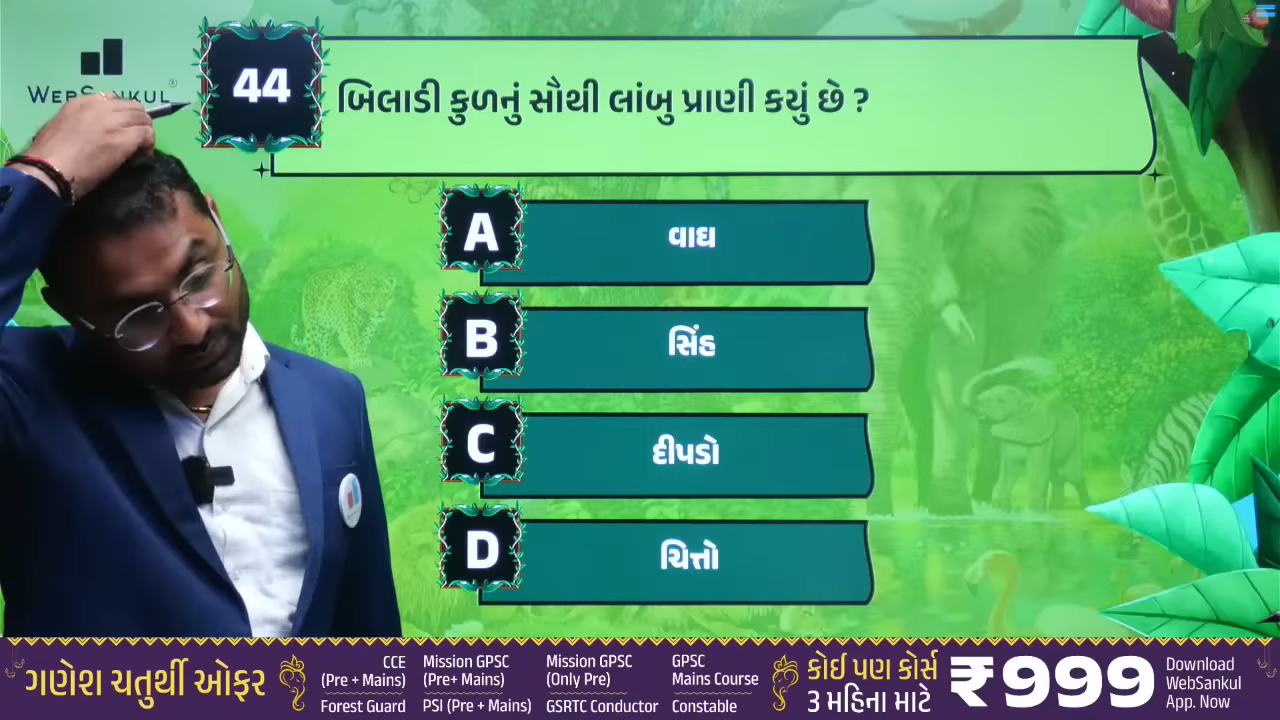 WEBSANKUL
44
બિલાડી કુળનું સૌથી લાંબુ પ્રાણી કયું છે ?
A
વાઘ
B
સિંહ
C
દીપડો
D
ચિત્તો
ગણેશ ચતુર્થી ઓફર
CCE
(Pre + Mains)
Forest Guard
Mission GPSC
(Pre+ Mains)
PSI (Pre + Mains)
Mission GPSC
(Only Pre)
GSRTC Conductor
GPSC
Mains Course
Constable
કોઈ પણ કોર્સ
3 મહિના માટે
₹999
Download
WebSankul
App. Now